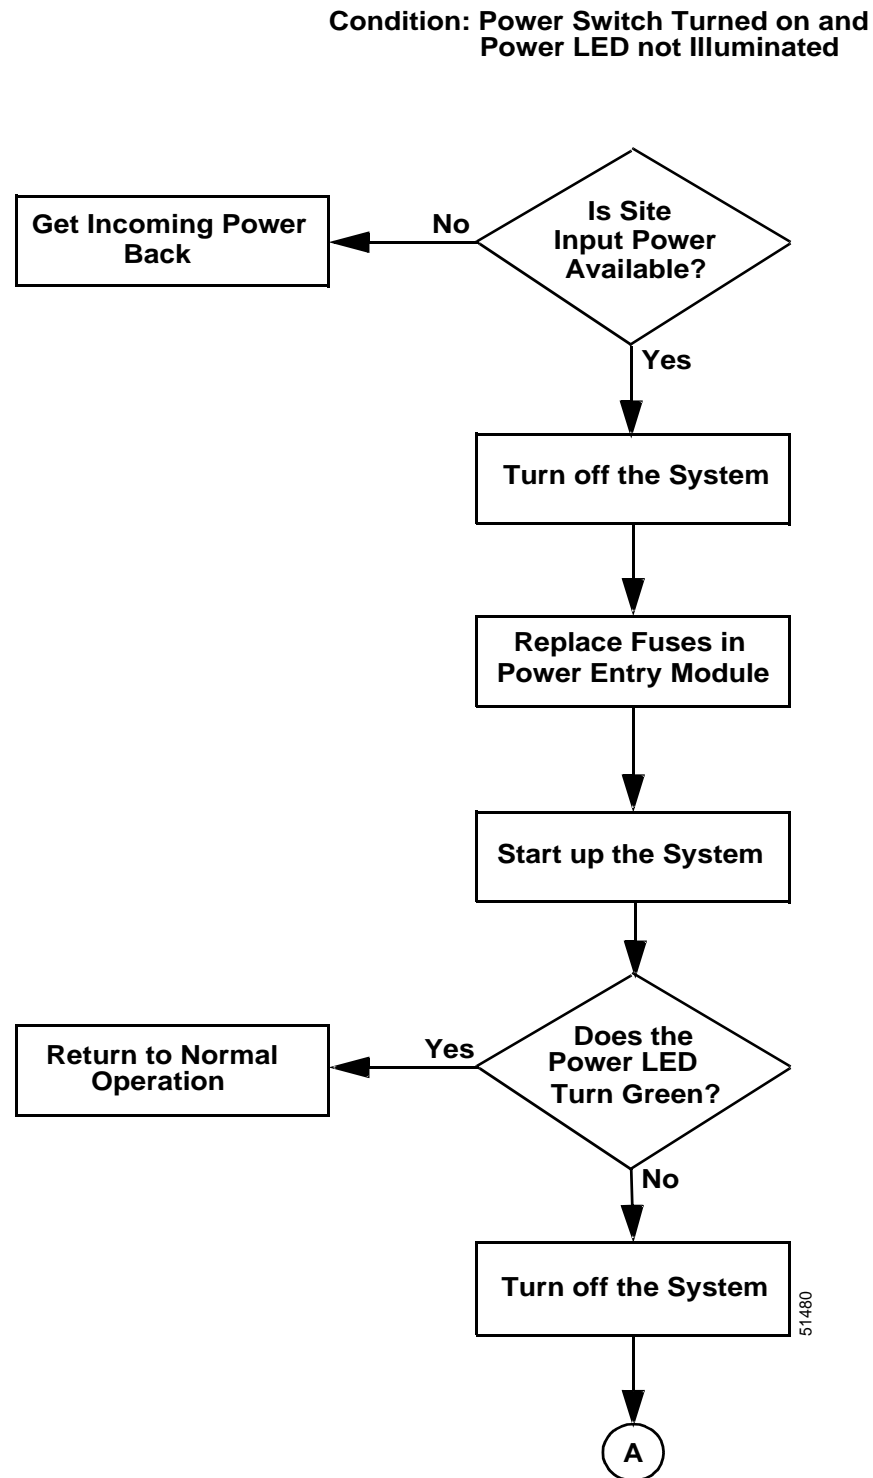 Condition: Power Switch Turned on and
Power LED not Illuminated
Is Site
Input Power
Available?
No
Get Incoming Power
Back
Yes
Turn off the System
Replace Fuses in
Power Entry Module
Start up the System
Does the
Power LED
Turn Green?
Yes
Return to Normal
Operation
No
Turn off the System
51480
A